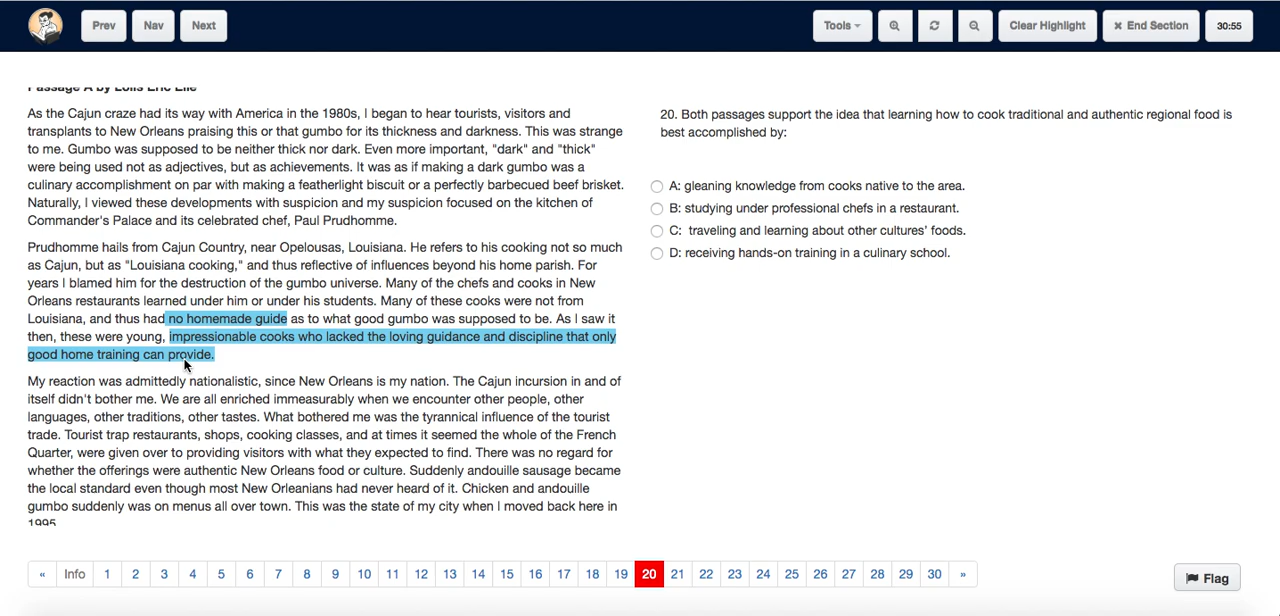 Prev
Nav
Next
Tools
Clear Highlight
End Section
30:55
Passage A by Lolis Eric Elie
As the Cajun craze had its way with America in the 1980s, I began to hear tourists, visitors and
transplants to New Orleans praising this or that gumbo for its thickness and darkness. This was strange
to me. Gumbo was supposed to be neither thick nor dark. Even more important, "dark" and "thick"
were being used not as adjectives, but as achievements. It was as if making a dark gumbo was a
culinary accomplishment on par with making a featherlight biscuit or a perfectly barbecued beef brisket.
Naturally, I viewed these developments with suspicion and my suspicion focused on the kitchen of
Commander's Palace and its celebrated chef, Paul Prudhomme.
Prudhomme hails from Cajun Country, near Opelousas, Louisiana. He refers to his cooking not so much
as Cajun, but as "Louisiana cooking," and thus reflective of influences beyond his home parish. For
years I blamed him for the destruction of the gumbo universe. Many of the chefs and cooks in New
Orleans restaurants learned under him or under his students. Many of these cooks were not from
Louisiana, and thus had no homemade guide as to what good gumbo was supposed to be. As I saw it
then, these were young, impressionable cooks who lacked the loving guidance and discipline that only
good home training can provide.
My reaction was admittedly nationalistic, since New Orleans is my nation. The Cajun incursion in and of
itself didn't bother me. We are all enriched immeasurably when we encounter other people, other
languages, other traditions, other tastes. What bothered me was the tyrannical influence of the tourist
trade. Tourist trap restaurants, shops, cooking classes, and at times it seemed the whole of the French
Quarter, were given over to providing visitors with what they expected to find. There was no regard for
whether the offerings were authentic New Orleans food or culture. Suddenly andouille sausage became
the local standard even though most New Orleanians had never heard of it. Chicken and andouille
gumbo suddenly was on menus all over town. This was the state of my city when I moved back here in
1995
20. Both passages support the idea that learning how to cook traditional and authentic regional food is
best accomplished by:
A: gleaning knowledge from cooks native to the area.
B: studying under professional chefs in a restaurant.
C: traveling and learning about other cultures' foods.
D: receiving hands-on training in a culinary school.
« Info 1 2 3 4 5 6 7 8 9 10 11 12 13 14 15 16 17 18 19 20 21 22 23 24 25 26 27 28 29 30 »
Flag